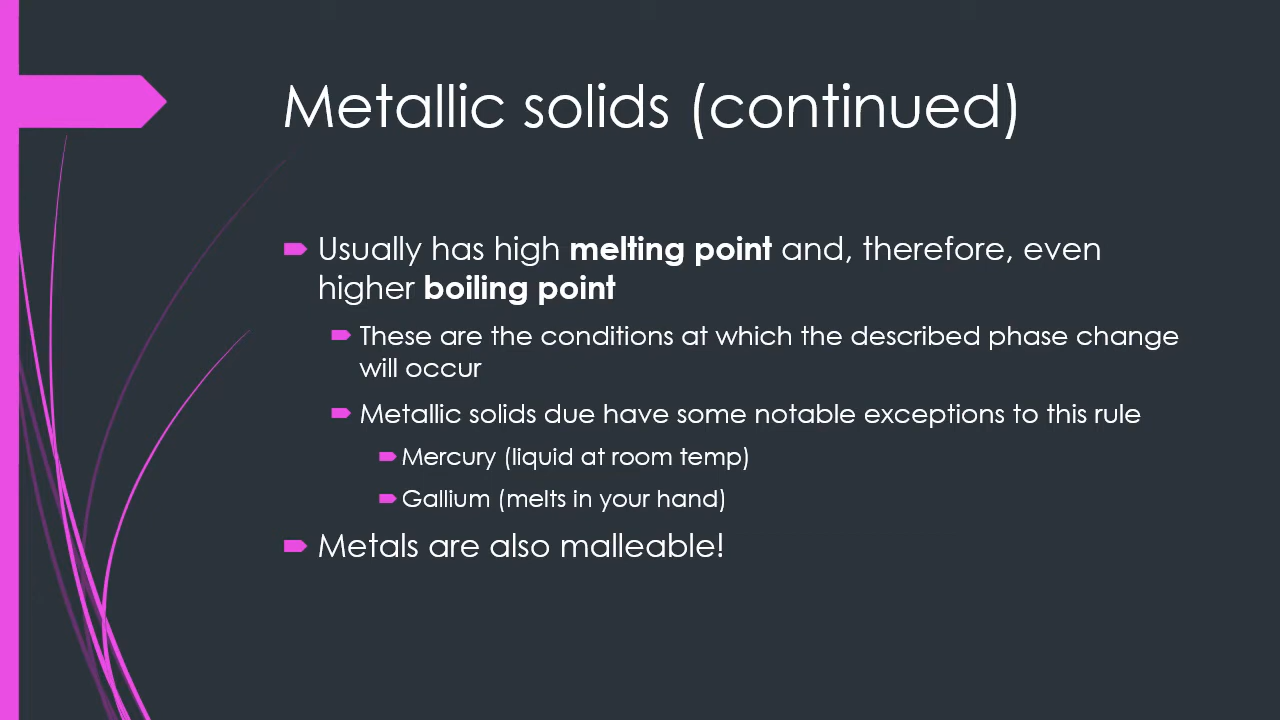 Metallic solids (continued)
Usually has high melting point and, therefore, even
higher boiling point
These are the conditions at which the described phase change
will occur
Metallic solids due have some notable exceptions to this rule
Mercury (liquid at room temp)
Gallium (melts in your hand)
Metals are also malleable!